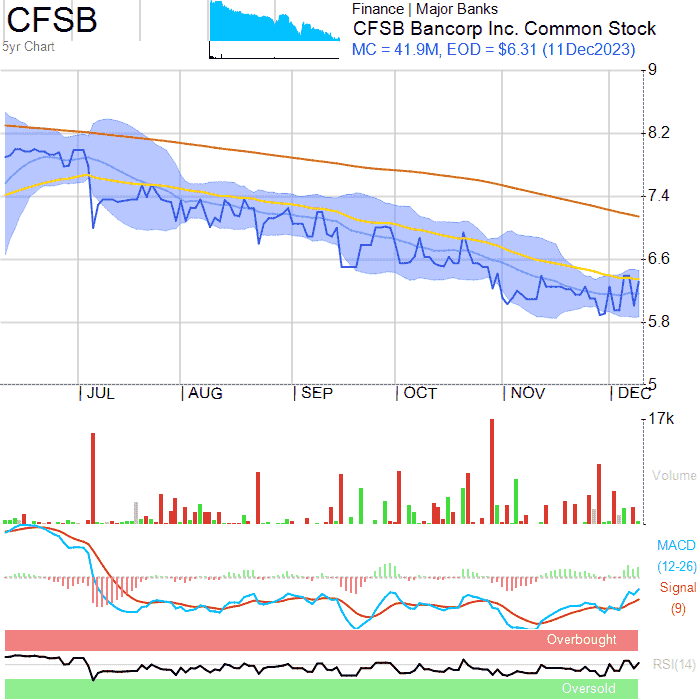 CFSB
5yr Chart
Finance | Major Banks
CFSB Bancorp Inc. Common Stock
MC = 41.9M, EOD = $6.31 (11Dec2023)
9
8.2
7.4
6.6
5.8
5
| JUL | AUG | SEP | OCT | NOV | DEC
17k
Volume
MACD
(12-26)
Signal
(9)
Overbought
RSI(14)
Oversold